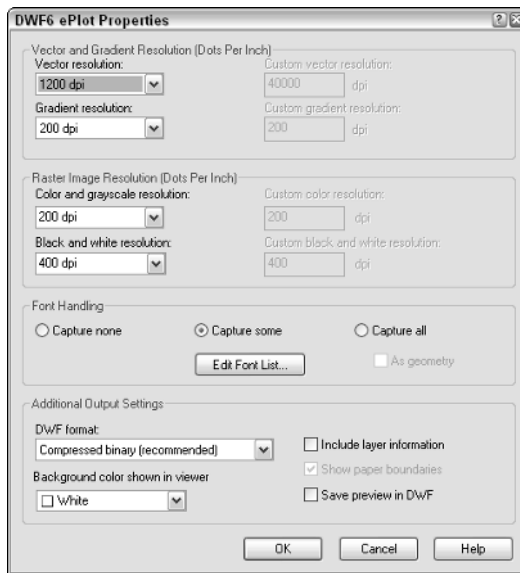 DWF6 ePlot Properties
Vector and Gradient Resolution (Dots Per Inch)
Vector resolution: Custom vector resolution:
1200 dpi 40000 dpi
Gradient resolution: Custom gradient resolution:
200 dpi 200 dpi
Raster Image Resolution (Dots Per Inch)
Color and grayscale resolution: Custom color resolution:
200 dpi 200 dpi
Black and white resolution: Custom black and white resolution:
400 dpi 400 dpi
Font Handling
Capture none Capture some Capture all
Edit Font List... As geometry
Additional Output Settings
DWF format:
Compressed binary (recommended) Include layer information
Background color shown in viewer Show paper boundaries
White Save preview in DWF
OK Cancel Help